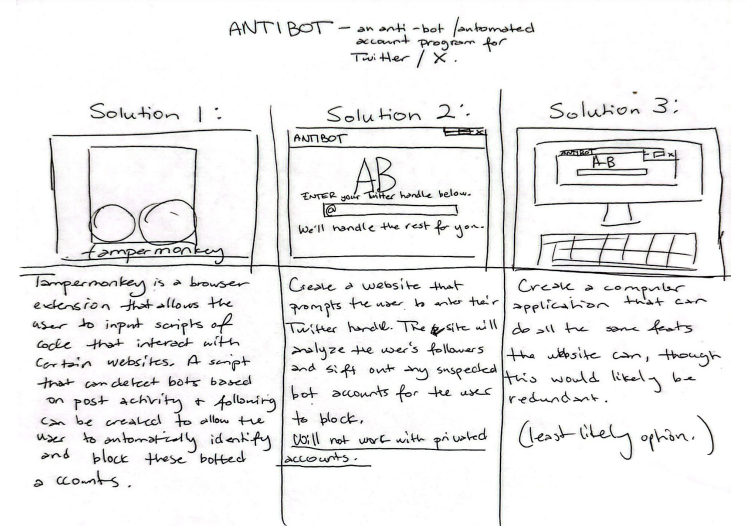 ANTIBOT - an anti-bot/automated
account program for
Twitter / X.
Solution 1:
tampermonkey
Tampermonkey is a browser
extension that allows the
user to input scripts of
code that interact with
certain websites. A script
that can detect bots based
on post activity & following
can be created to allow the
user to automatically identify
and block these botted
accounts.
Solution 2:
ANTIBOT
x
AB
ENTER your Twitter handle below.
@
We'll handle the rest for you.
Create a website that
prompts the user to enter their
Twitter handle. The site will
analyze the user's followers
and sift out any suspected
bot accounts for the user
to block.
Will not work with privated
accounts.
Solution 3:
ANTIBOT
x
AB
Create a computer
application that can
do all the same feats
the website can, though
this would likely be
redundant.
(least likely option.)